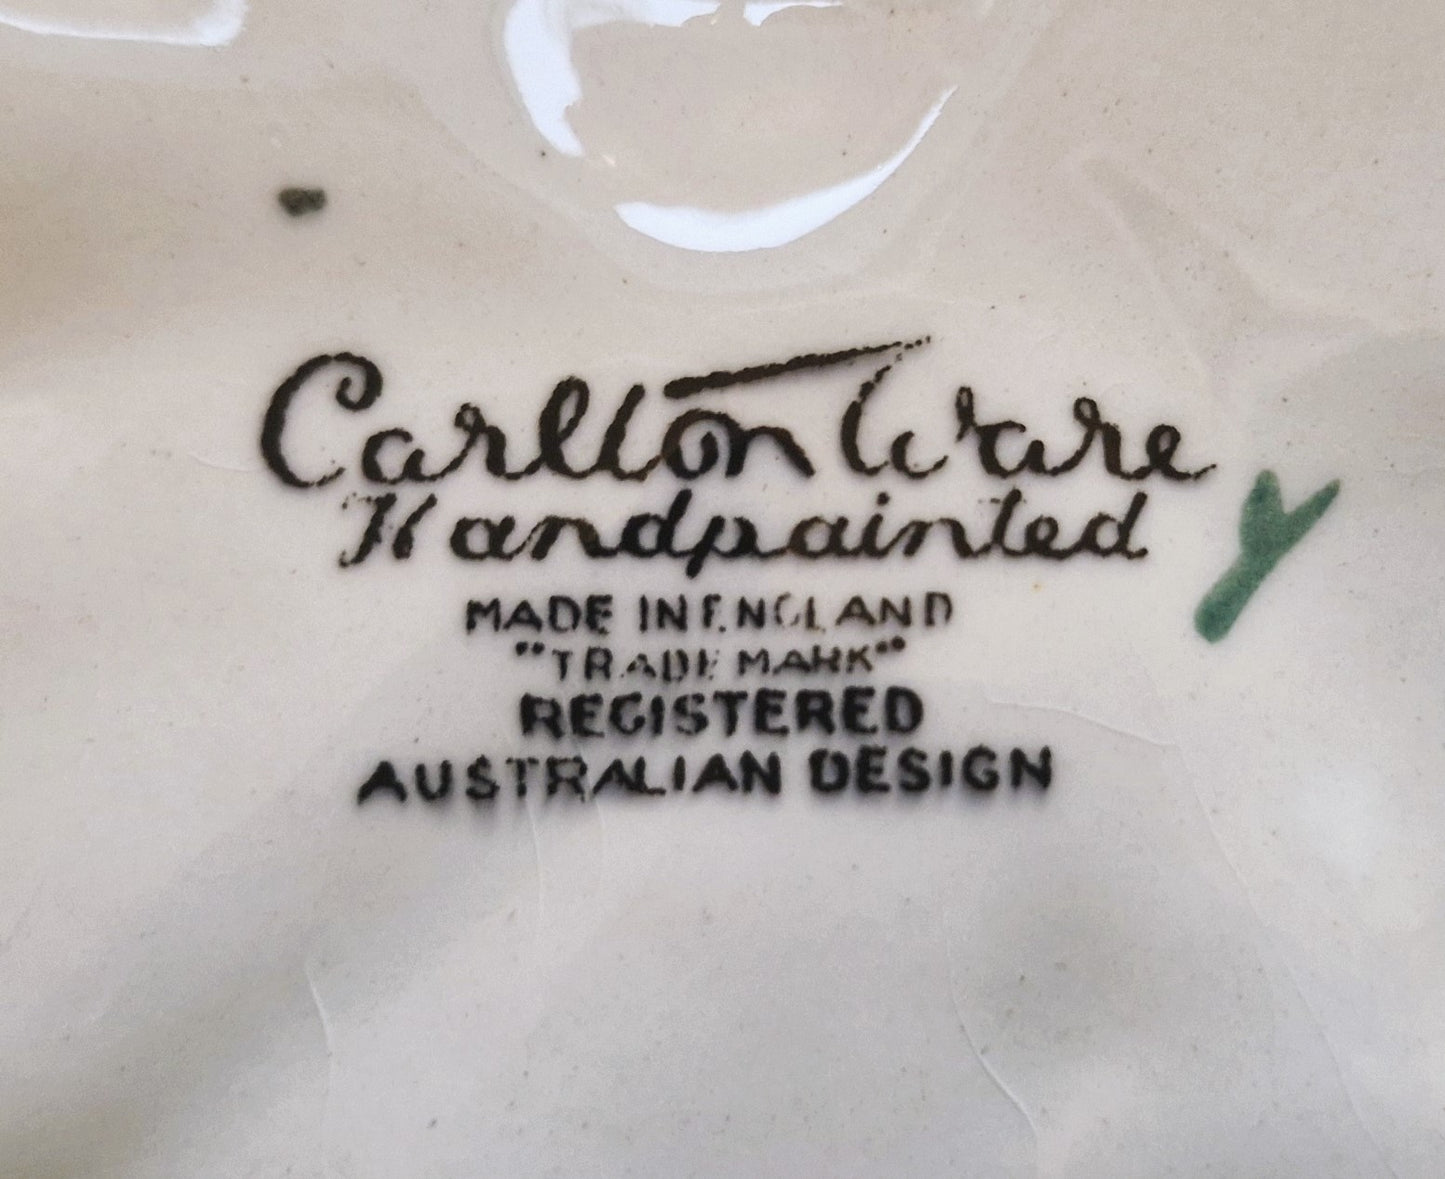 Carlton Ware
Handpainted
MADE IN ENGLAND
"TRADE MARK"
REGISTERED
AUSTRALIAN DESIGN
Y